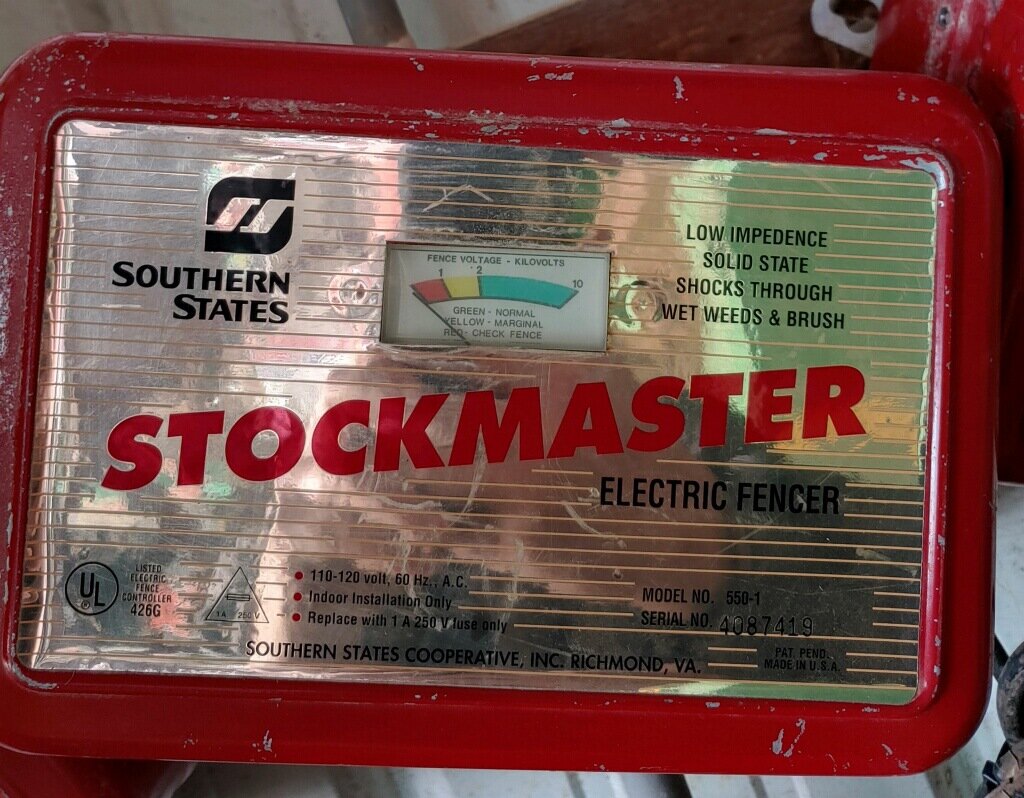 SOUTHERN
STATES
FENCE VOLTAGE - KILOVOLTS
1 2 10
GREEN - NORMAL
YELLOW - MARGINAL
RED - CHECK FENCE
LOW IMPEDENCE
SOLID STATE
SHOCKS THROUGH
WET WEEDS & BRUSH
STOCKMASTER
ELECTRIC FENCER
UL
LISTED
ELECTRIC
FENCE
CONTROLLER
426G
1A 250 V
• 110-120 volt, 60 Hz., A.C.
• Indoor Installation Only
• Replace with 1 A 250 V fuse only
MODEL NO. 550-1
SERIAL NO. 4087419
SOUTHERN STATES COOPERATIVE, INC. RICHMOND, VA.
PAT. PEND.
MADE IN U.S.A.